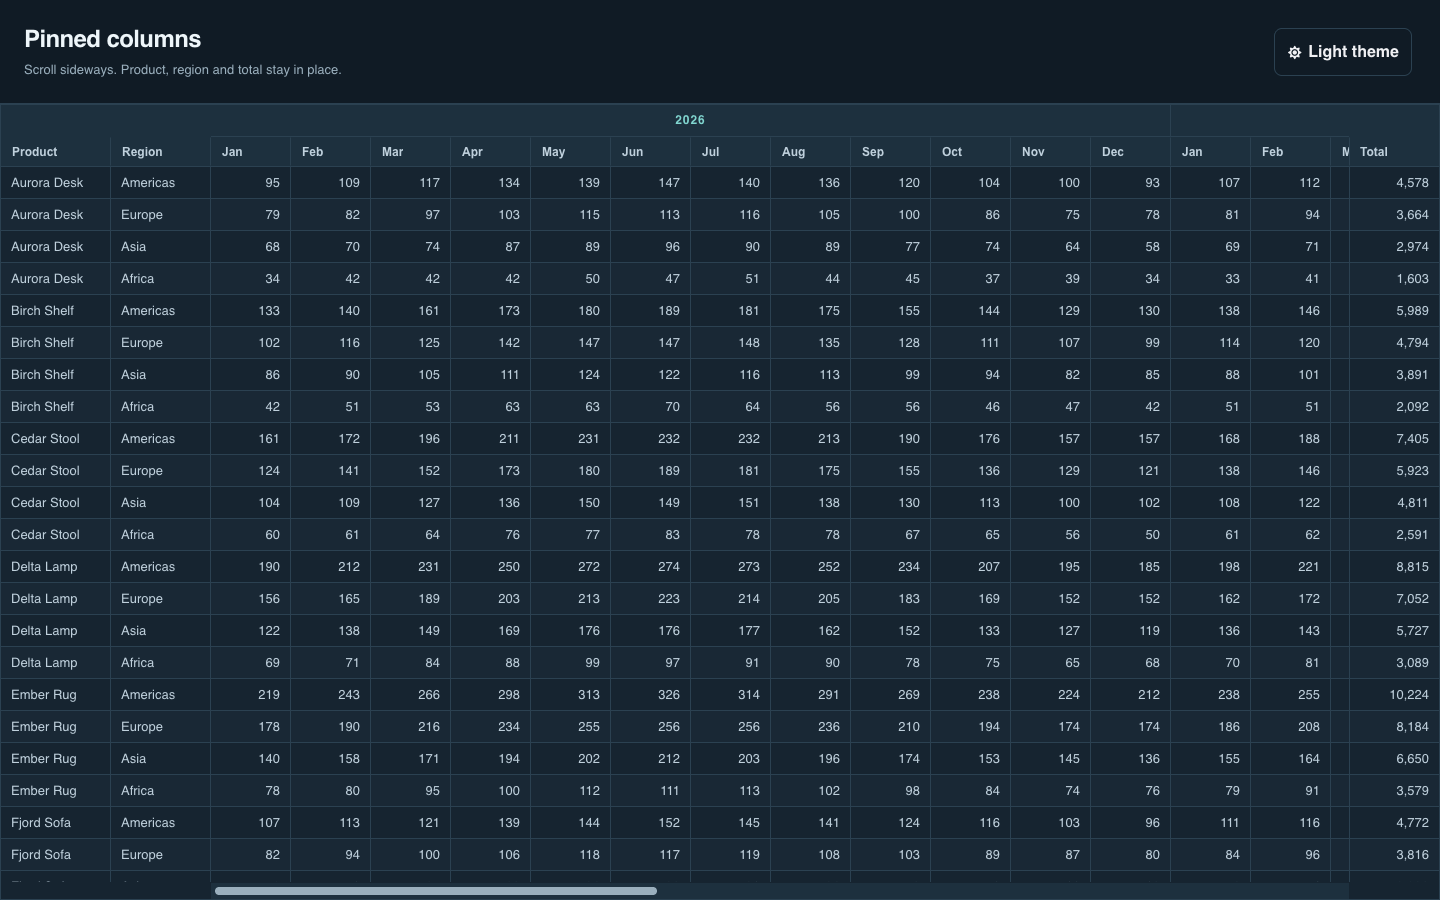 Pinned columns
Scroll sideways. Product, region and total stay in place.
Light theme
2026
Product Region Jan Feb Mar Apr May Jun Jul Aug Sep Oct Nov Dec Jan Feb Total
Aurora Desk Americas 95 109 117 134 139 147 140 136 120 104 100 93 107 112 4,578
Aurora Desk Europe 79 82 97 103 115 113 116 105 100 86 75 78 81 94 3,664
Aurora Desk Asia 68 70 74 87 89 96 90 89 77 74 64 58 69 71 2,974
Aurora Desk Africa 34 42 42 42 50 47 51 44 45 37 39 34 33 41 1,603
Birch Shelf Americas 133 140 161 173 180 189 181 175 155 144 129 130 138 146 5,989
Birch Shelf Europe 102 116 125 142 147 147 148 135 128 111 107 99 114 120 4,794
Birch Shelf Asia 86 90 105 111 124 122 116 113 99 94 82 85 88 101 3,891
Birch Shelf Africa 42 51 53 63 63 70 64 56 56 46 47 42 51 51 2,092
Cedar Stool Americas 161 172 196 211 231 232 232 213 190 176 157 157 168 188 7,405
Cedar Stool Europe 124 141 152 173 180 189 181 175 155 136 129 121 138 146 5,923
Cedar Stool Asia 104 109 127 136 150 149 151 138 130 113 100 102 108 122 4,811
Cedar Stool Africa 60 61 64 76 77 83 78 78 67 65 56 50 61 62 2,591
Delta Lamp Americas 190 212 231 250 272 274 273 252 234 207 195 185 198 221 8,815
Delta Lamp Europe 156 165 189 203 213 223 214 205 183 169 152 152 162 172 7,052
Delta Lamp Asia 122 138 149 169 176 176 177 162 152 133 127 119 136 143 5,727
Delta Lamp Africa 69 71 84 88 99 97 91 90 78 75 65 68 70 81 3,089
Ember Rug Americas 219 243 266 298 313 326 314 291 269 238 224 212 238 255 10,224
Ember Rug Europe 178 190 216 234 255 256 256 236 210 194 174 174 186 208 8,184
Ember Rug Asia 140 158 171 194 202 212 203 196 174 153 145 136 155 164 6,650
Ember Rug Africa 78 80 95 100 112 111 113 102 98 84 74 76 79 91 3,579
Fjord Sofa Americas 107 113 121 139 144 152 145 141 124 116 103 96 111 116 4,772
Fjord Sofa Europe 82 94 100 106 118 117 119 108 103 89 87 80 84 96 3,816